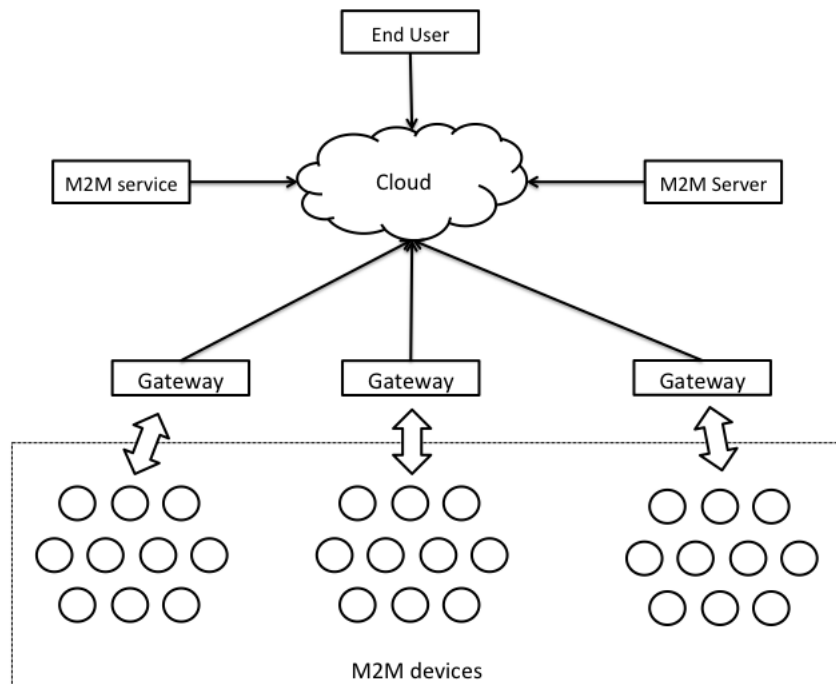 End User
M2M service
Cloud
M2M Server
Gateway
Gateway
Gateway
M2M devices